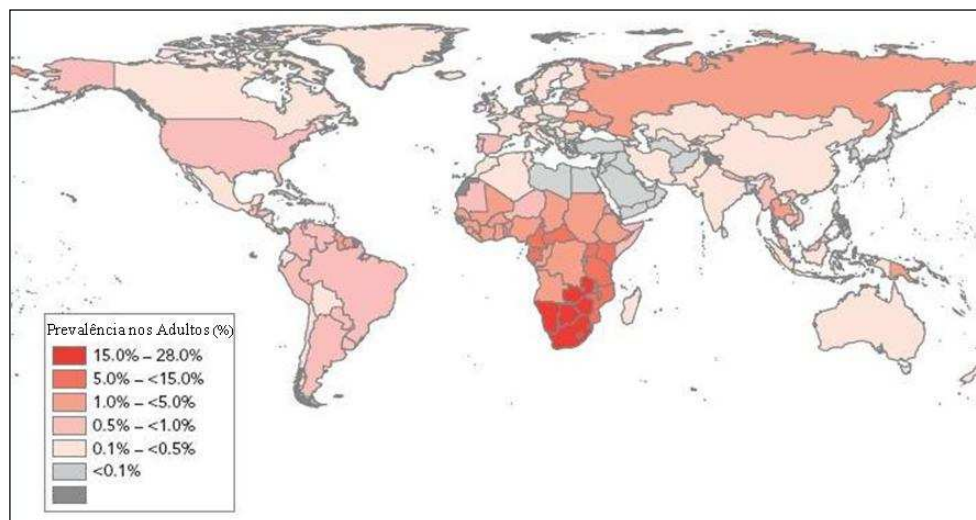 Prevalência nos Adultos (%)
15.0% – 28.0%
5.0% – <15.0%
1.0% – <5.0%
0.5% – <1.0%
0.1% – <0.5%
<0.1%